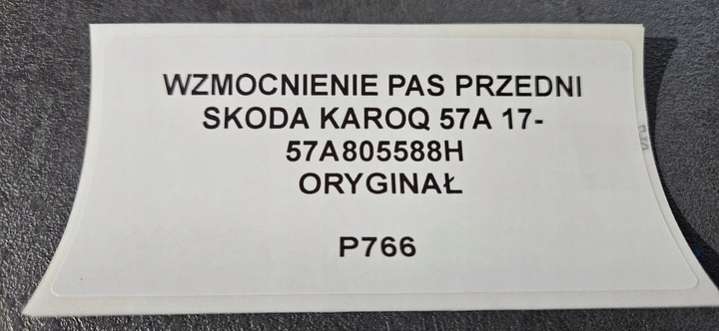 WZMOCNIENIE PAS PRZEDNI
SKODA KAROQ 57A 17-
57A805588H
ORYGINAŁ
P766